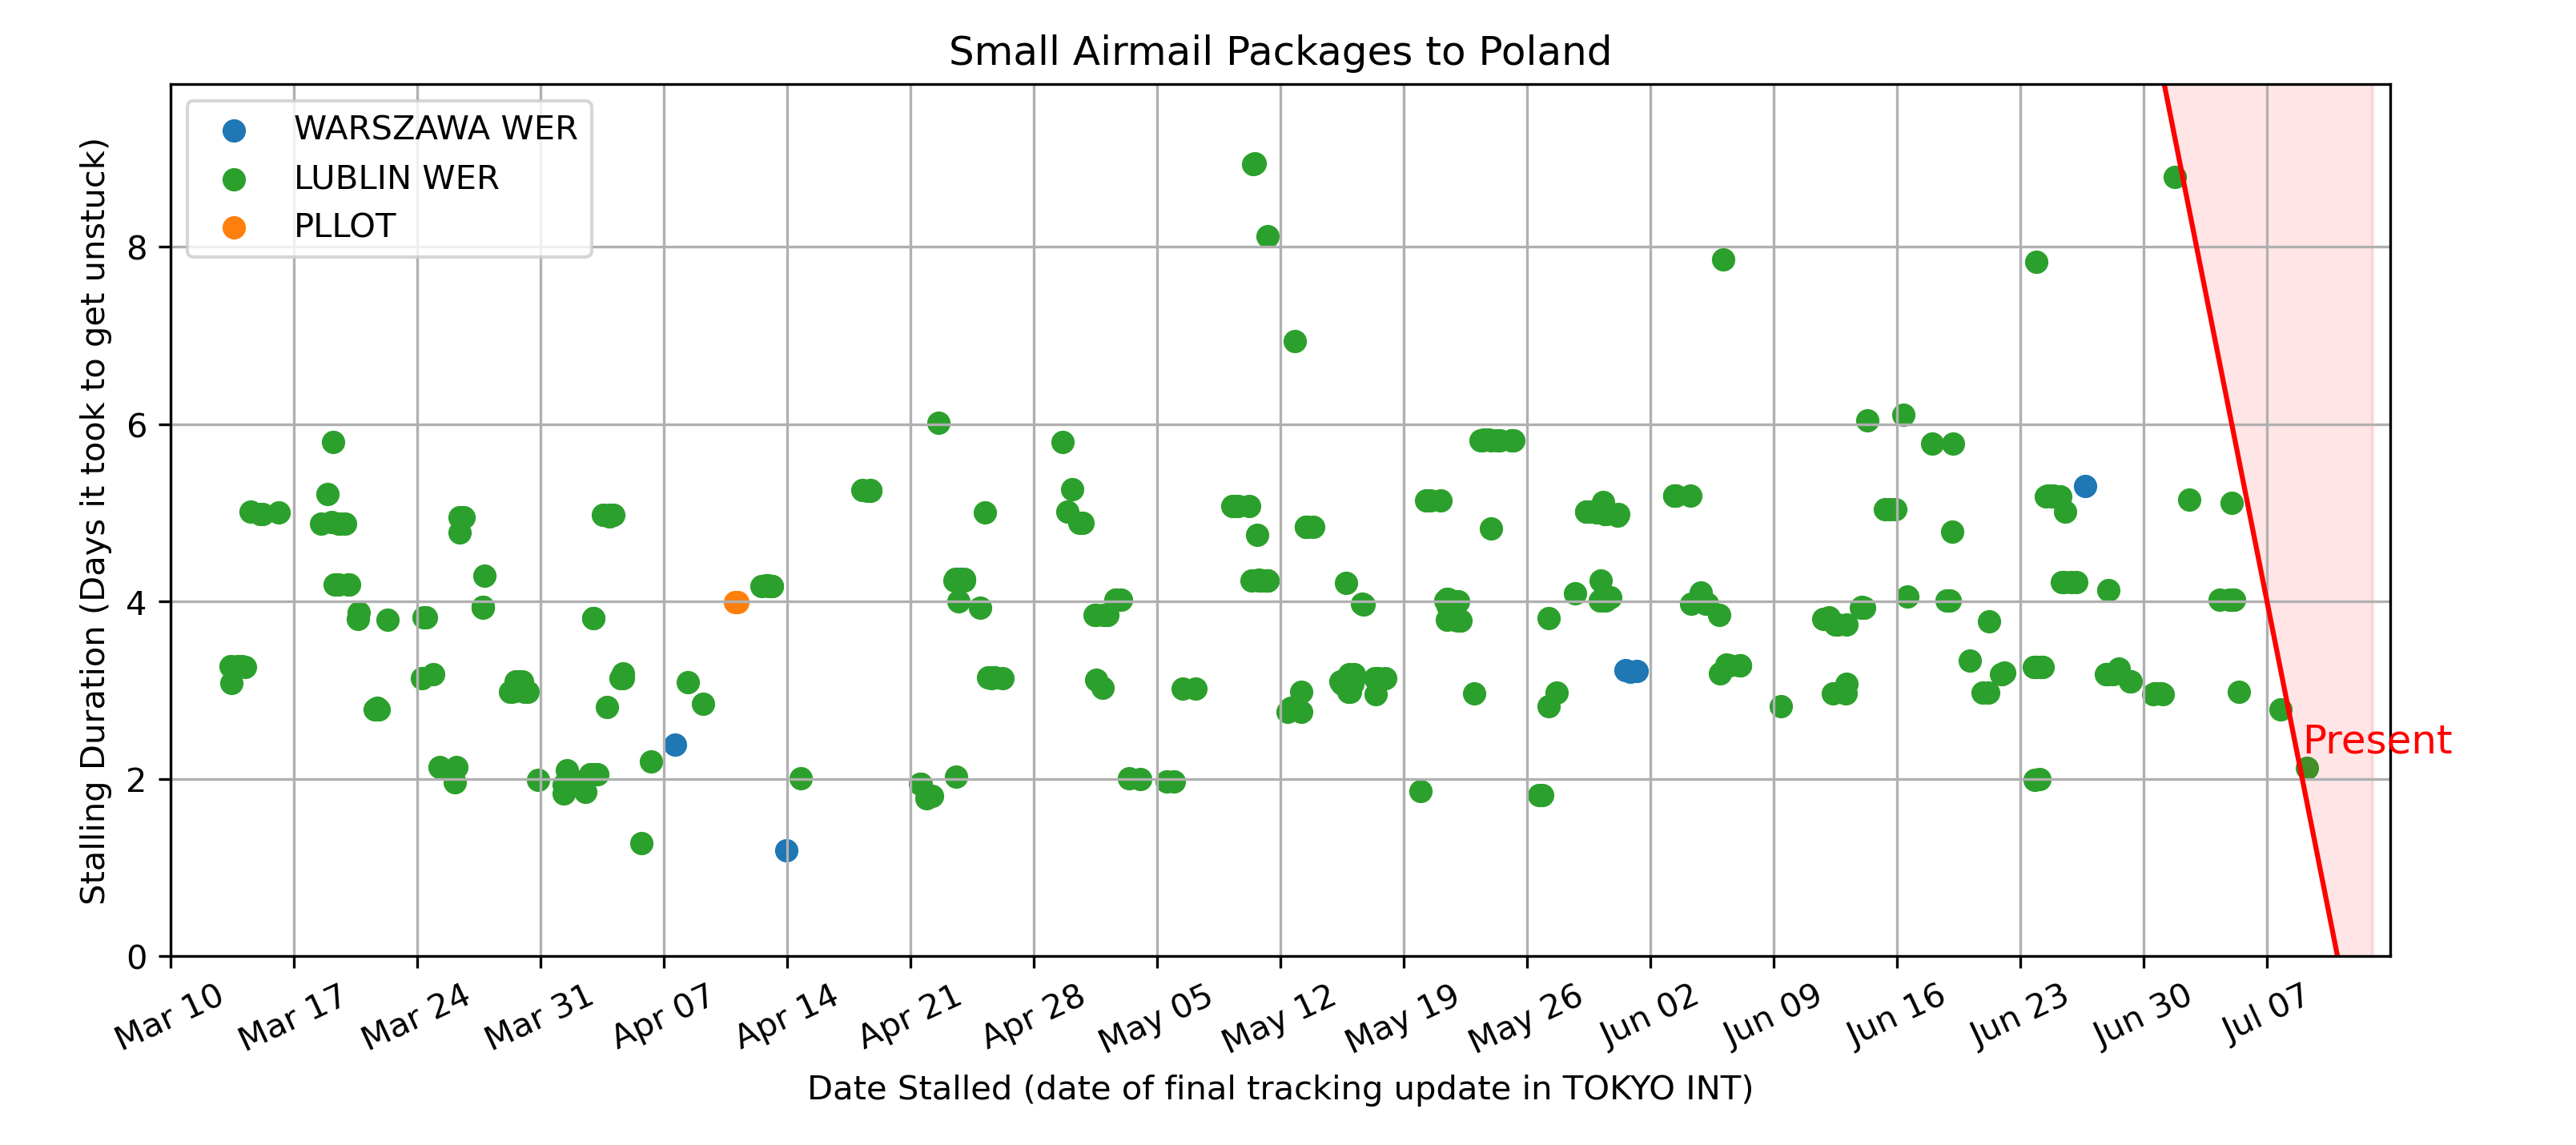 Small Airmail Packages to Poland
WARSZAWA WER
LUBLIN WER
PLLOT
Stalling Duration (Days it took to get unstuck)
8
6
4
2
0
Present
Mar 10
Mar 17
Mar 24
Mar 31
Apr 07
Apr 14
Apr 21
Apr 28
May 05
May 12
May 19
May 26
Jun 02
Jun 09
Jun 16
Jun 23
Jun 30
Jul 07
Date Stalled (date of final tracking update in TOKYO INT)